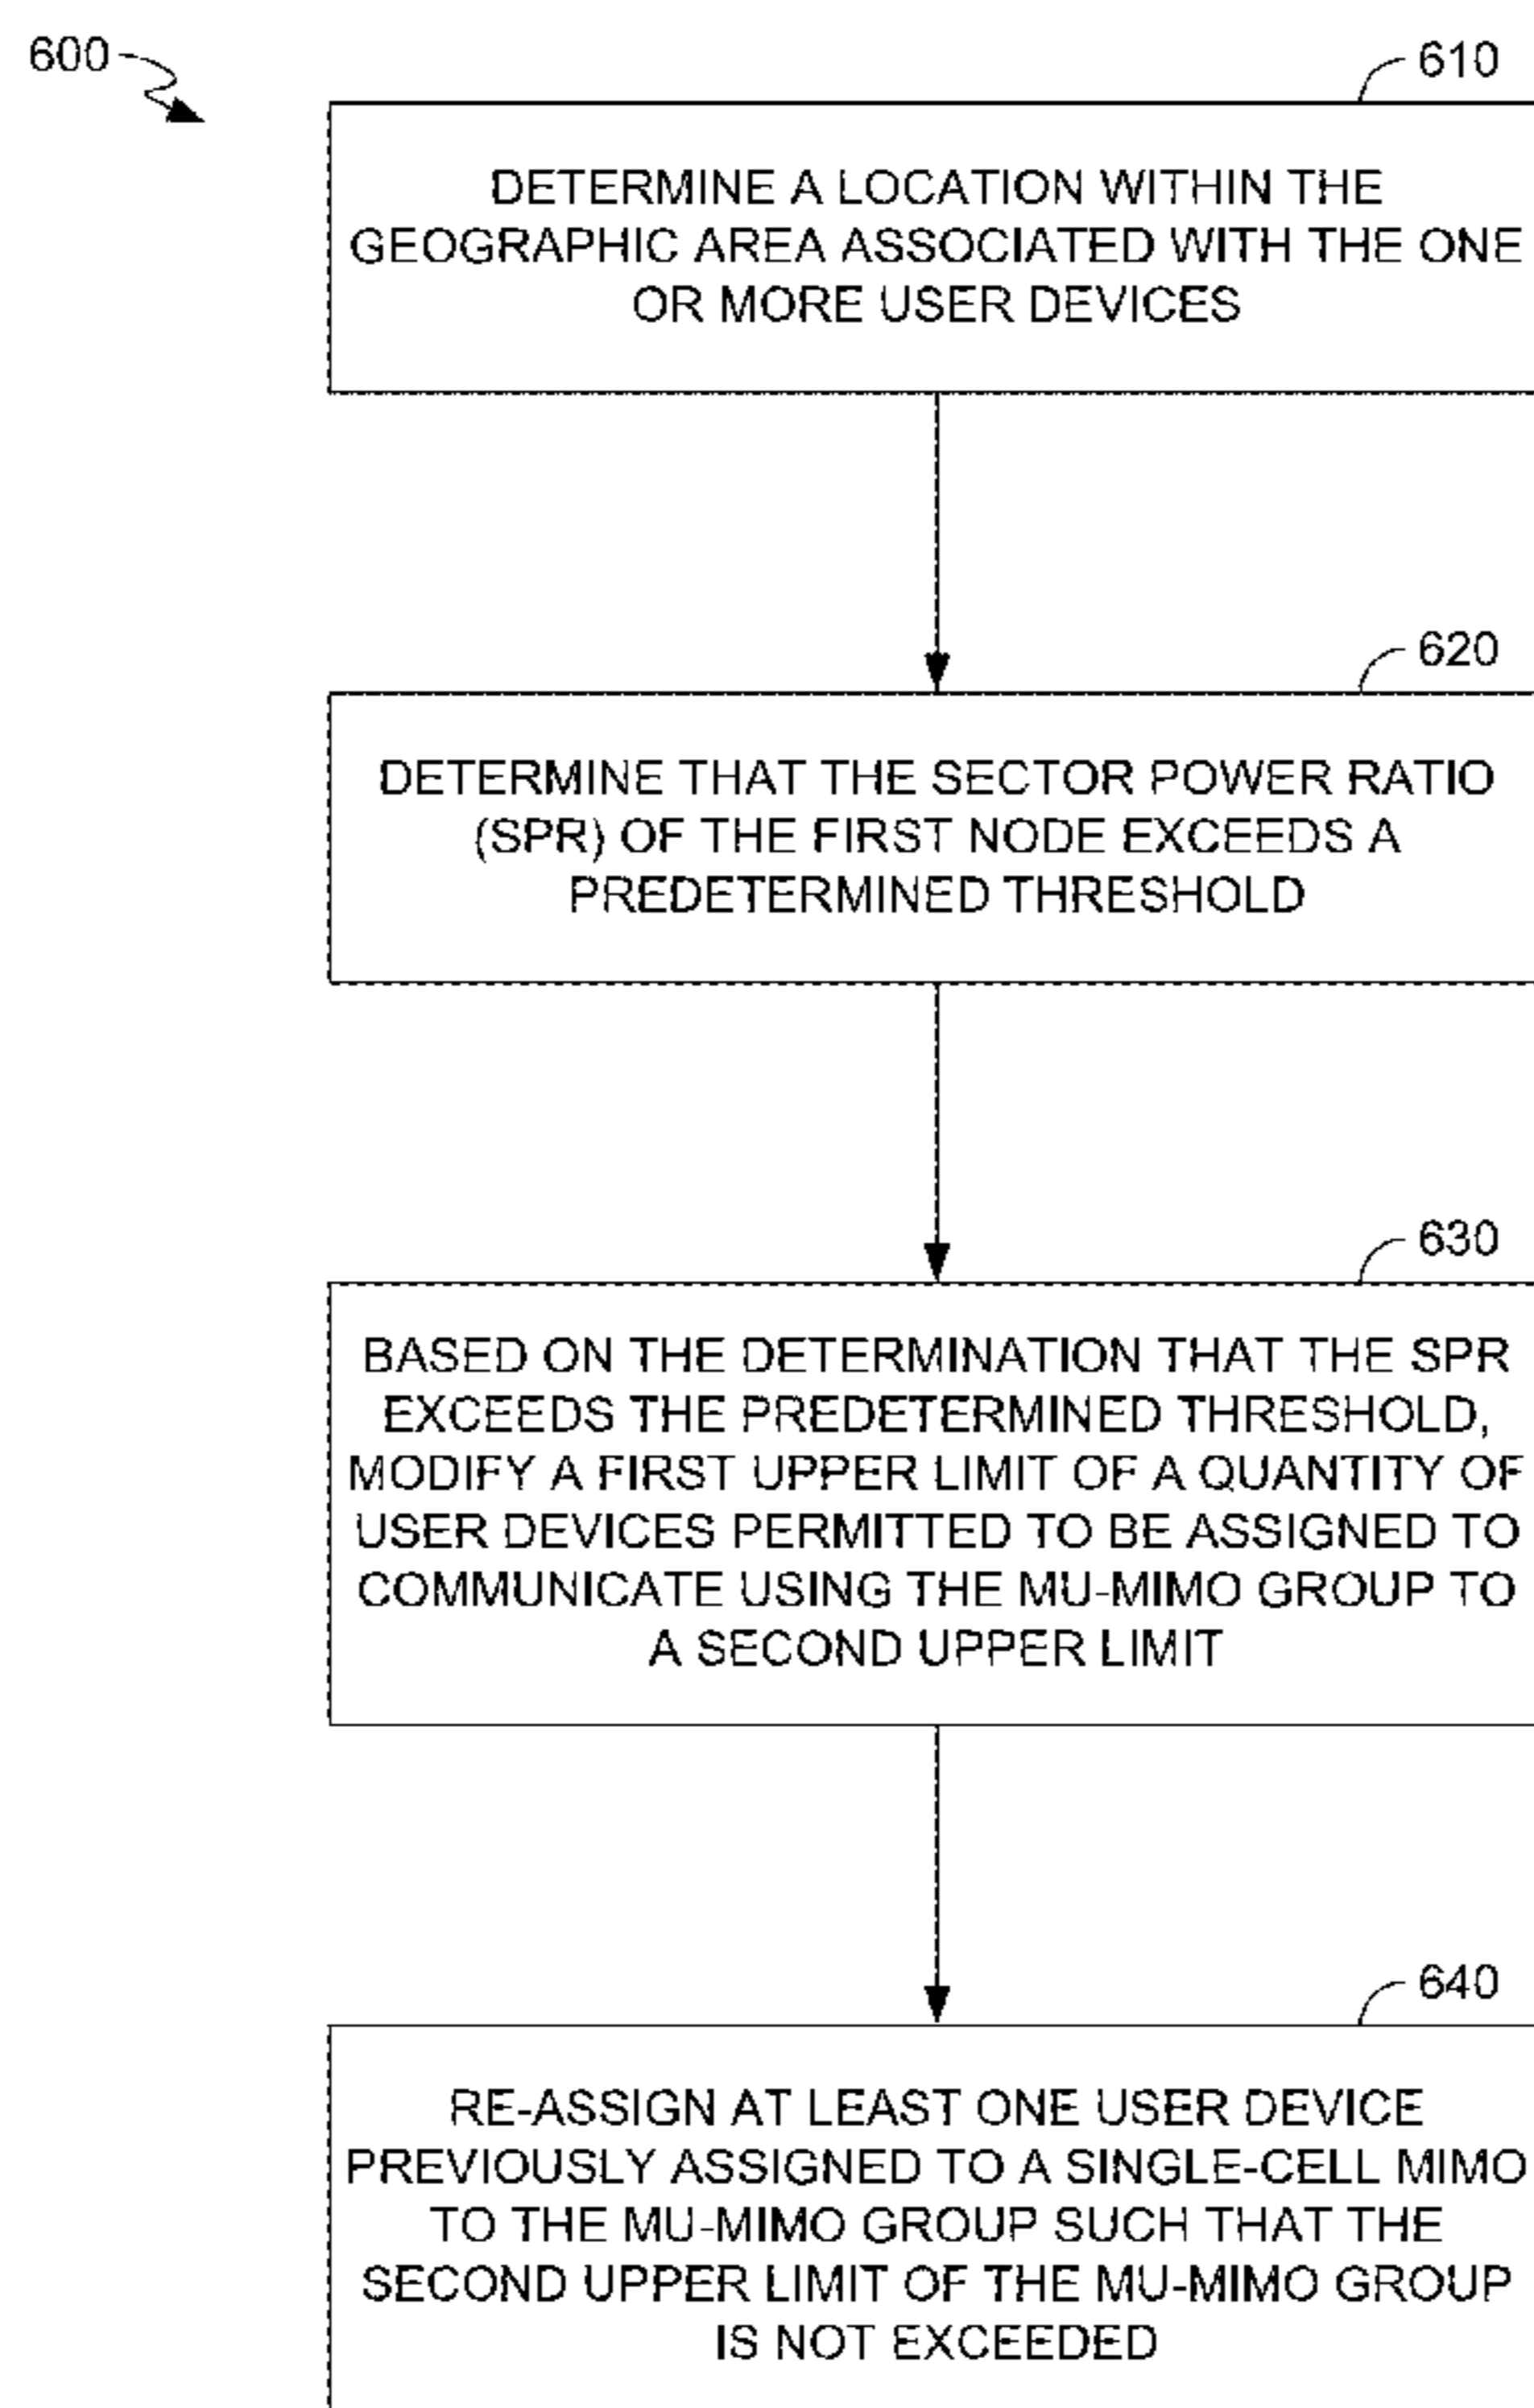 600
610
DETERMINE A LOCATION WITHIN THE
GEOGRAPHIC AREA ASSOCIATED WITH THE ONE
OR MORE USER DEVICES
620
DETERMINE THAT THE SECTOR POWER RATIO
(SPR) OF THE FIRST NODE EXCEEDS A
PREDETERMINED THRESHOLD
630
BASED ON THE DETERMINATION THAT THE SPR
EXCEEDS THE PREDETERMINED THRESHOLD,
MODIFY A FIRST UPPER LIMIT OF A QUANTITY OF
USER DEVICES PERMITTED TO BE ASSIGNED TO
COMMUNICATE USING THE MU-MIMO GROUP TO
A SECOND UPPER LIMIT
640
RE-ASSIGN AT LEAST ONE USER DEVICE
PREVIOUSLY ASSIGNED TO A SINGLE-CELL MIMO
TO THE MU-MIMO GROUP SUCH THAT THE
SECOND UPPER LIMIT OF THE MU-MIMO GROUP
IS NOT EXCEEDED